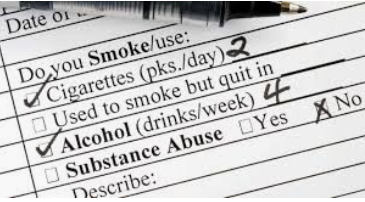 Date of
Do you Smoke/use:
✓ Cigarettes (pks./day) 2
☐ Used to smoke but quit in
✓ Alcohol (drinks/week) 4
☐ Substance Abuse ☐ Yes ☒ No
Describe: